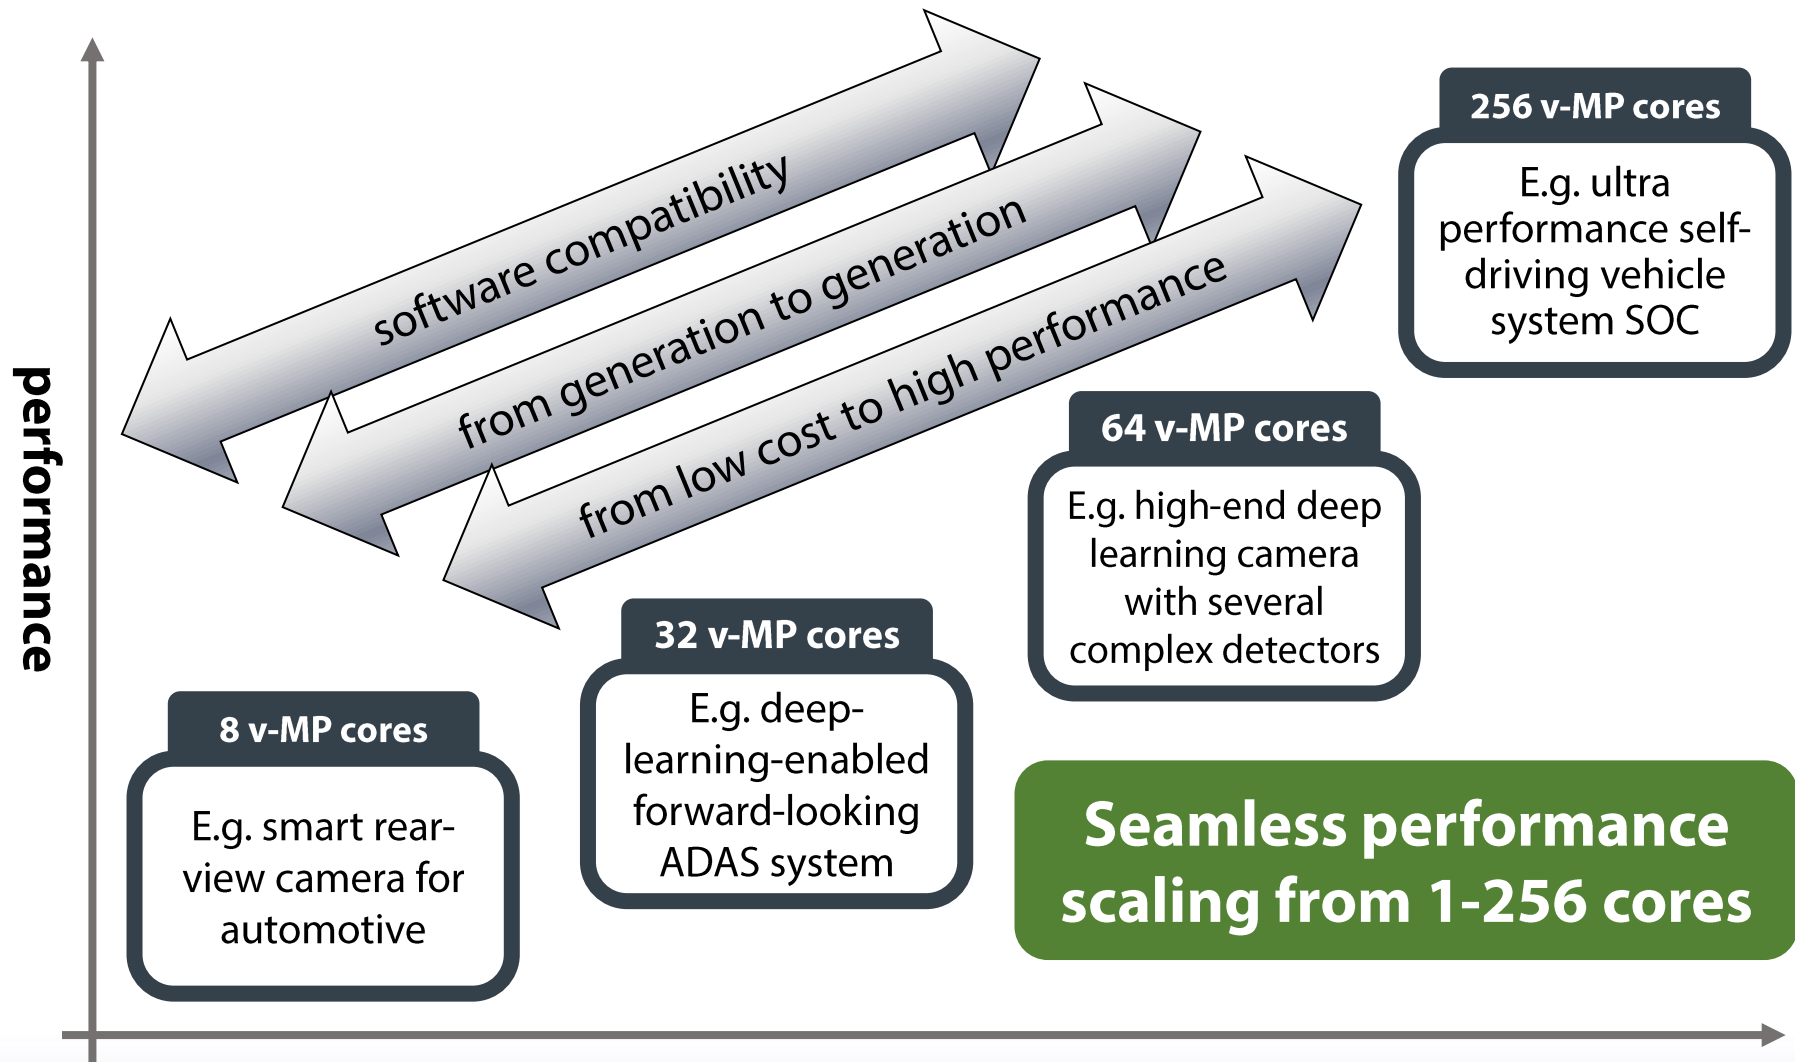 performance
software compatibility
from generation to generation
from low cost to high performance
256 v-MP cores
E.g. ultra
performance self-
driving vehicle
system SOC
64 v-MP cores
E.g. high-end deep
learning camera
with several
complex detectors
32 v-MP cores
E.g. deep-
learning-enabled
forward-looking
ADAS system
8 v-MP cores
E.g. smart rear-
view camera for
automotive
Seamless performance
scaling from 1-256 cores